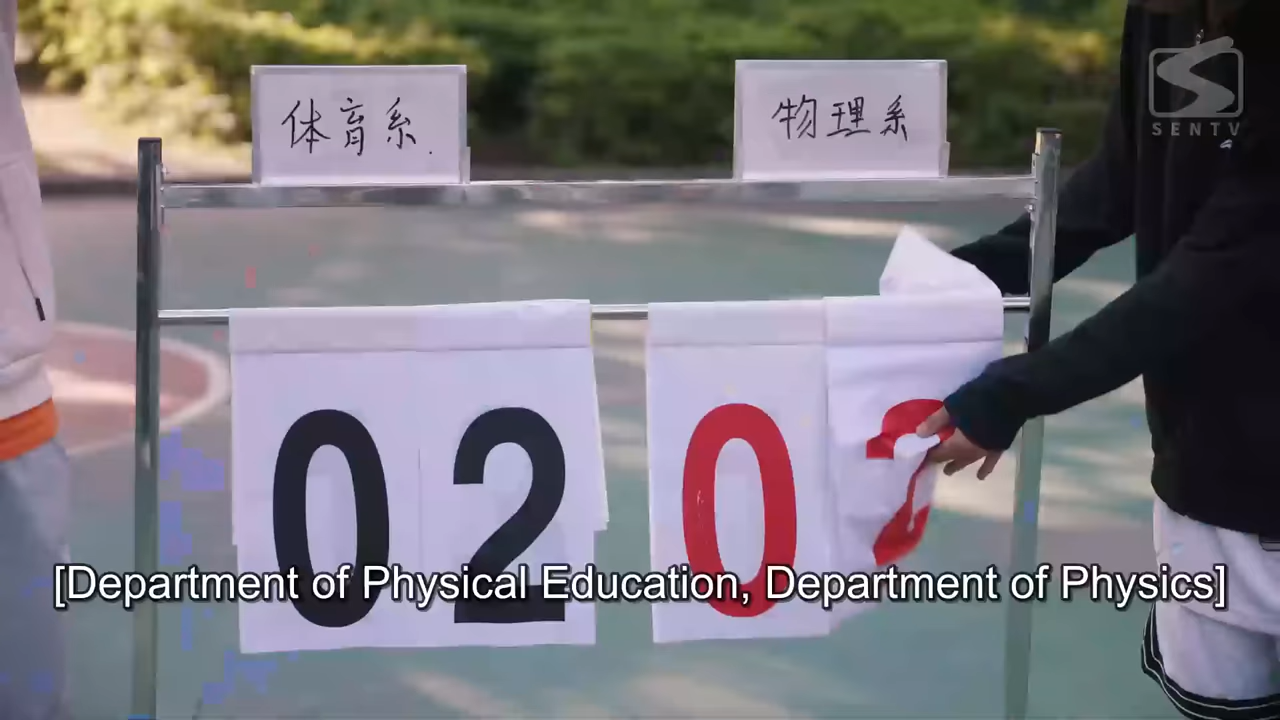 体育系
物理系
SENTV
02
0
[Department of Physical Education, Department of Physics]